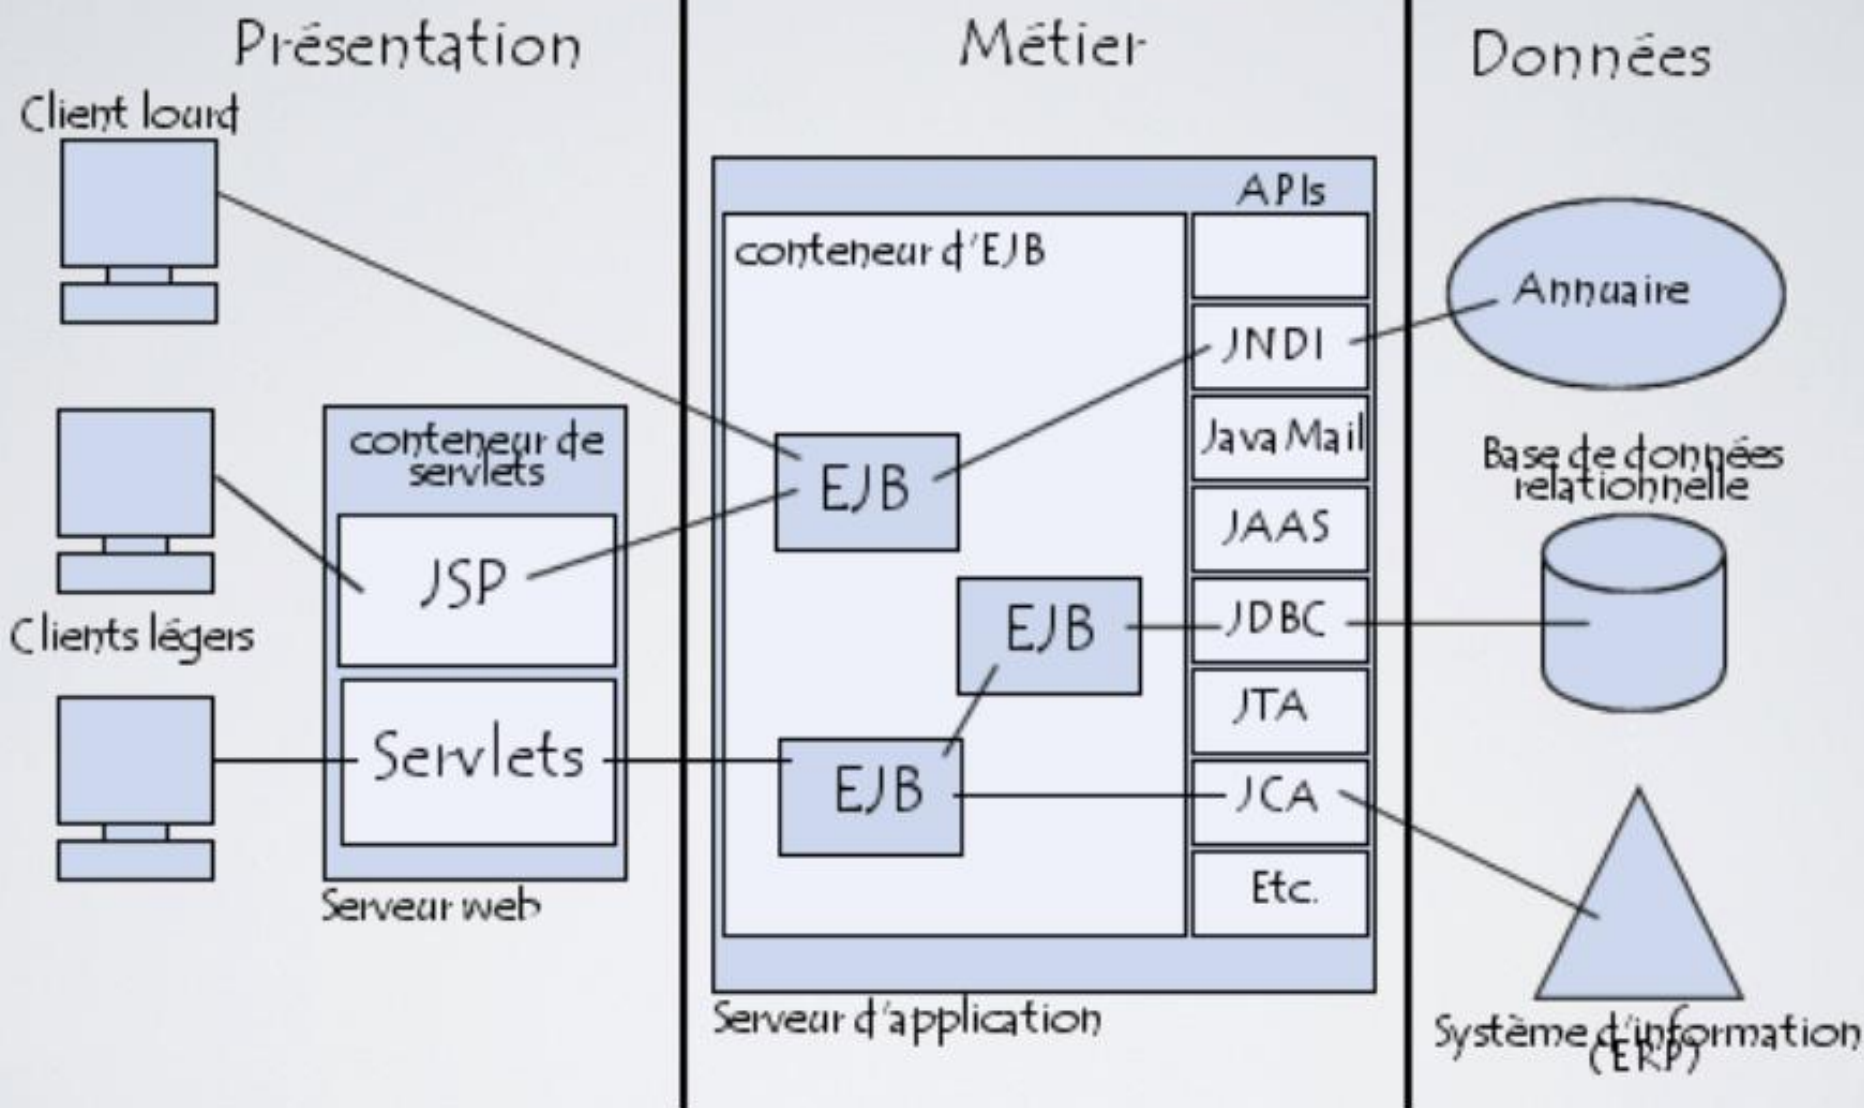 Présentation
Métier
Données
Client lourd
APIs
conteneur d'EJB
Annuaire
JNDI
conteneur de
servlets
Java Mail
Base de données
relationnelle
EJB
JAAS
JSP
EJB
JDBC
Clients légers
JTA
Servlets
EJB
JCA
Etc.
Serveur web
Serveur d'application
Système d'information
(ERP)